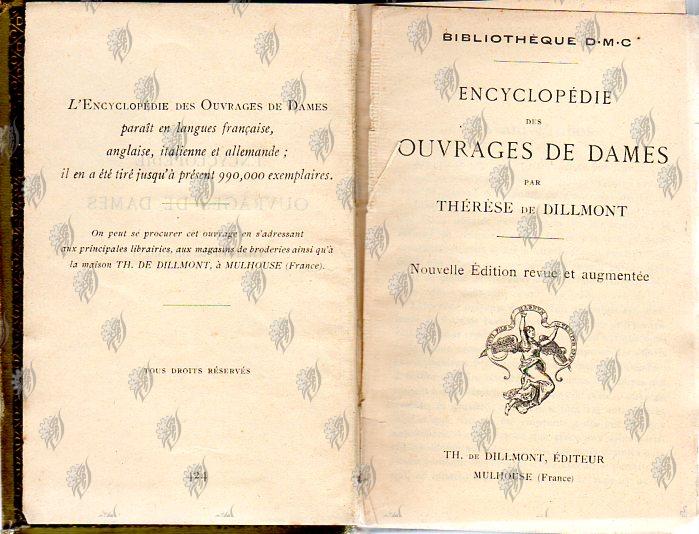 L'ENCYCLOPÉDIE DES OUVRAGES DE DAMES
paraît en langues française,
anglaise, italienne et allemande ;
il en a été tiré jusqu'à présent 990,000 exemplaires.
On peut se procurer cet ouvrage en s'adressant
aux principales librairies, aux magasins de broderies ainsi qu'à
la maison TH. DE DILLMONT, à MULHOUSE (France).
TOUS DROITS RÉSERVÉS
424
BIBLIOTHÈQUE D·M·C
ENCYCLOPÉDIE
DES
OUVRAGES DE DAMES
PAR
THÉRÈSE DE DILLMONT
Nouvelle Édition revue et augmentée
TH. DE DILLMONT, ÉDITEUR
MULHOUSE (France)